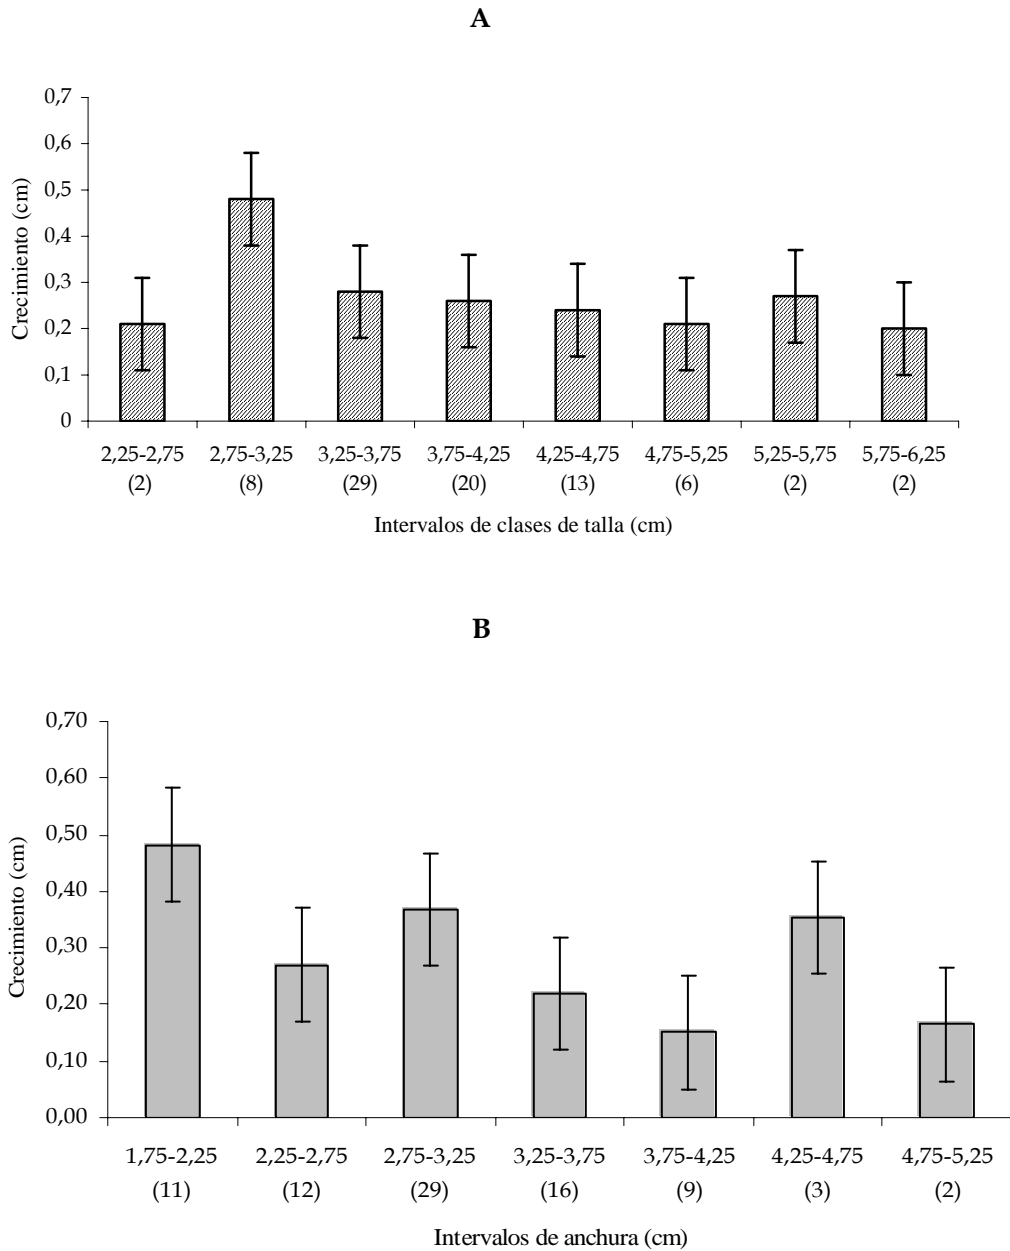 A
0,7
0,6
0,5
0,4
0,3
0,2
0,1
0
Crecimiento (cm)
2,25-2,75 2,75-3,25 3,25-3,75 3,75-4,25 4,25-4,75 4,75-5,25 5,25-5,75 5,75-6,25
(2) (8) (29) (20) (13) (6) (2) (2)
Intervalos de clases de talla (cm)
B
0,70
0,60
0,50
0,40
0,30
0,20
0,10
0,00
Crecimiento (cm)
1,75-2,25 2,25-2,75 2,75-3,25 3,25-3,75 3,75-4,25 4,25-4,75 4,75-5,25
(11) (12) (29) (16) (9) (3) (2)
Intervalos de anchura (cm)